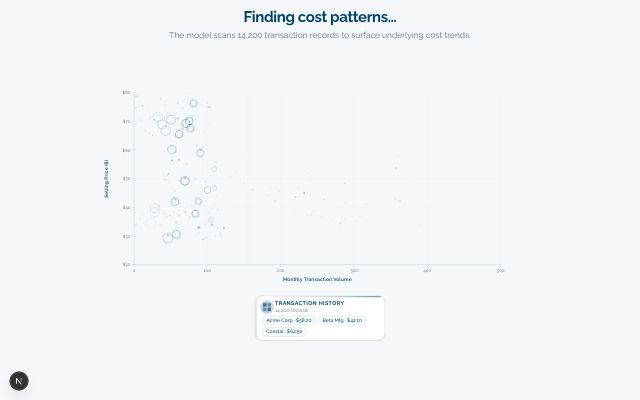 Finding cost patterns...
The model scans 14,200 transaction records to surface underlying cost trends.
$80
$70
$60
$50
$40
$30
$20
Selling Price ($)
0 100 200 300 400 500
Monthly Transaction Volume
TRANSACTION HISTORY
14,200 records
Acme Corp · $58.20 Beta Mfg · $42.10
Coastal · $64.50
N